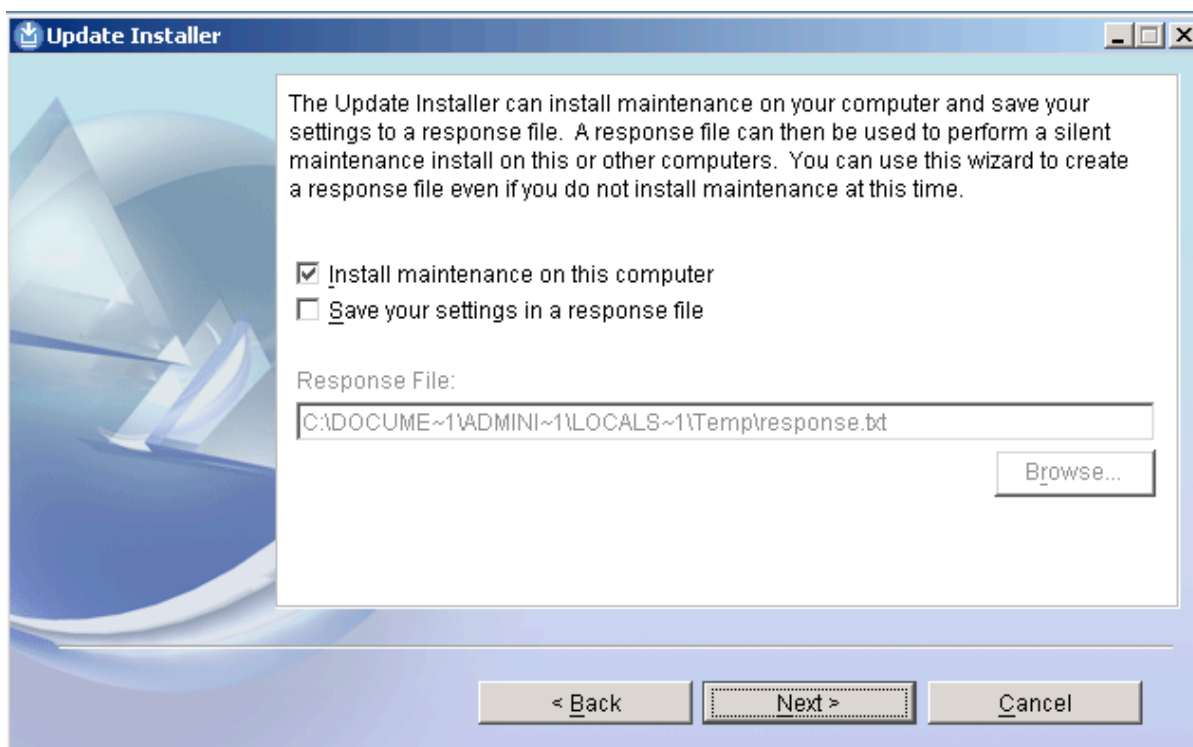 Update Installer
The Update Installer can install maintenance on your computer and save your
settings to a response file. A response file can then be used to perform a silent
maintenance install on this or other computers. You can use this wizard to create
a response file even if you do not install maintenance at this time.
Install maintenance on this computer
Save your settings in a response file
Response File:
C:\DOCUME~1\ADMINI~1\LOCALS~1\Temp\response.txt
Browse...
< Back Next > Cancel